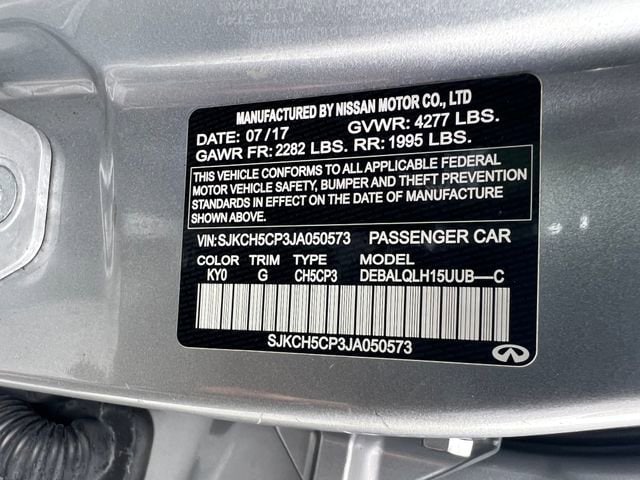 MANUFACTURED BY NISSAN MOTOR CO., LTD
DATE: 07/17 GVWR: 4277 LBS.
GAWR FR: 2282 LBS. RR: 1995 LBS.
THIS VEHICLE CONFORMS TO ALL APPLICABLE FEDERAL
MOTOR VEHICLE SAFETY, BUMPER AND THEFT PREVENTION
STANDARDS IN EFFECT ON THE DATE OF MANUFACTURE
SHOWN ABOVE.
VIN: SJKCH5CP3JA050573 PASSENGER CAR
COLOR TRIM TYPE MODEL
KY0 G CH5CP3 DEBALQLH15UUB—C
SJKCH5CP3JA050573